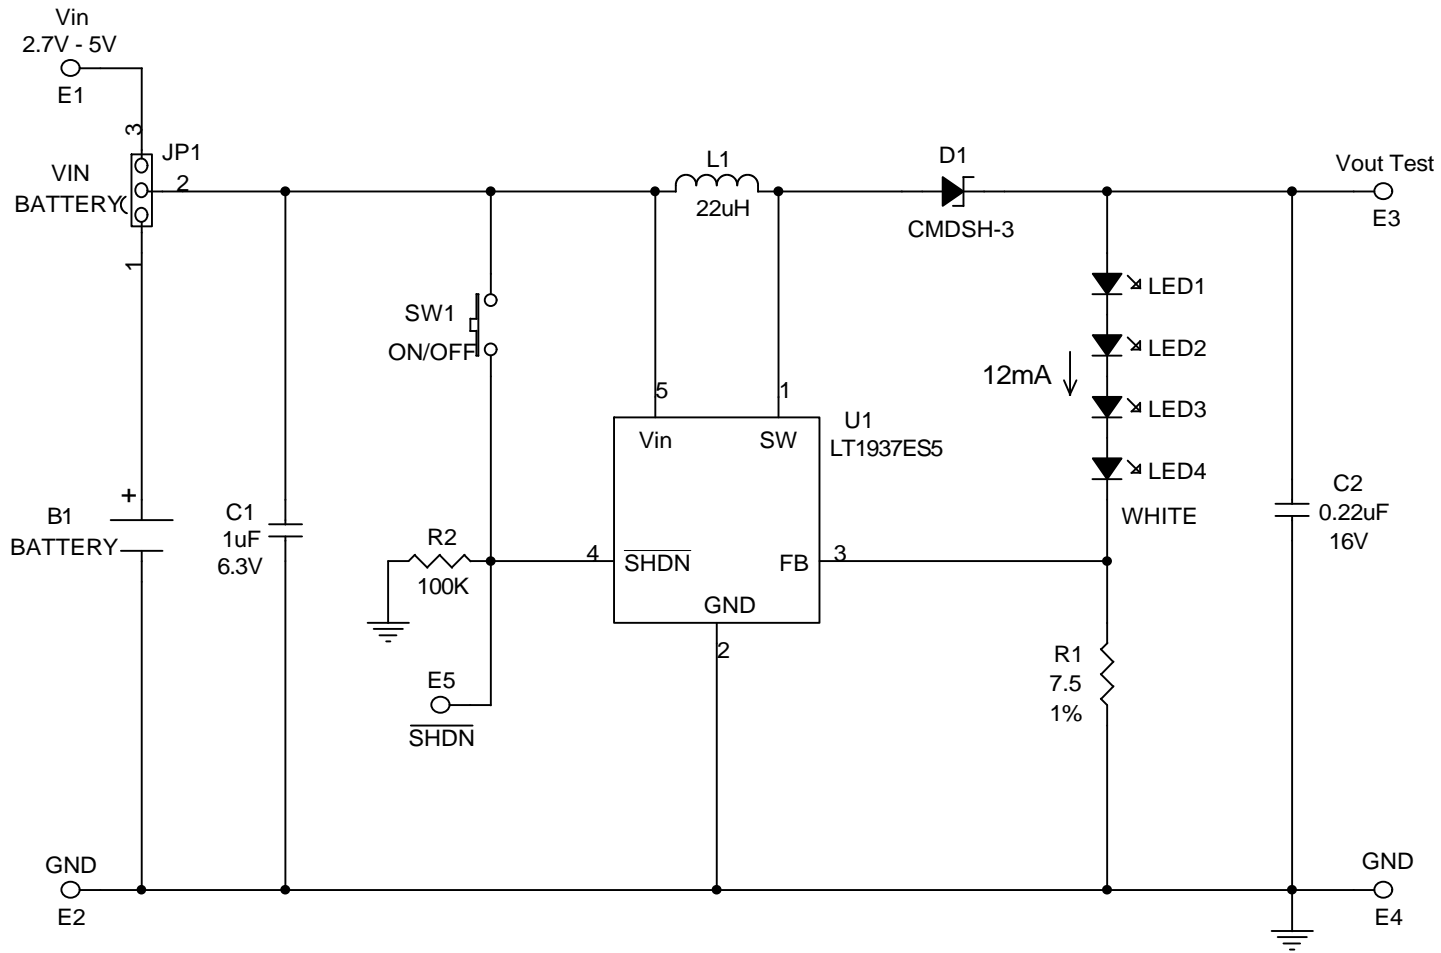 Vin
2.7V - 5V
E1
3
JP1
VIN
2
BATTERY
1
L1
22uH
D1
CMDSH-3
Vout Test
E3
SW1
ON/OFF
5
1
Vin
SW
U1
LT1937ES5
LED1
LED2
12mA
LED3
LED4
WHITE
+
B1
BATTERY
C1
1uF
6.3V
R2
100K
4
SHDN
FB
3
GND
2
C2
0.22uF
16V
E5
SHDN
R1
7.5
1%
GND
E2
GND
E4